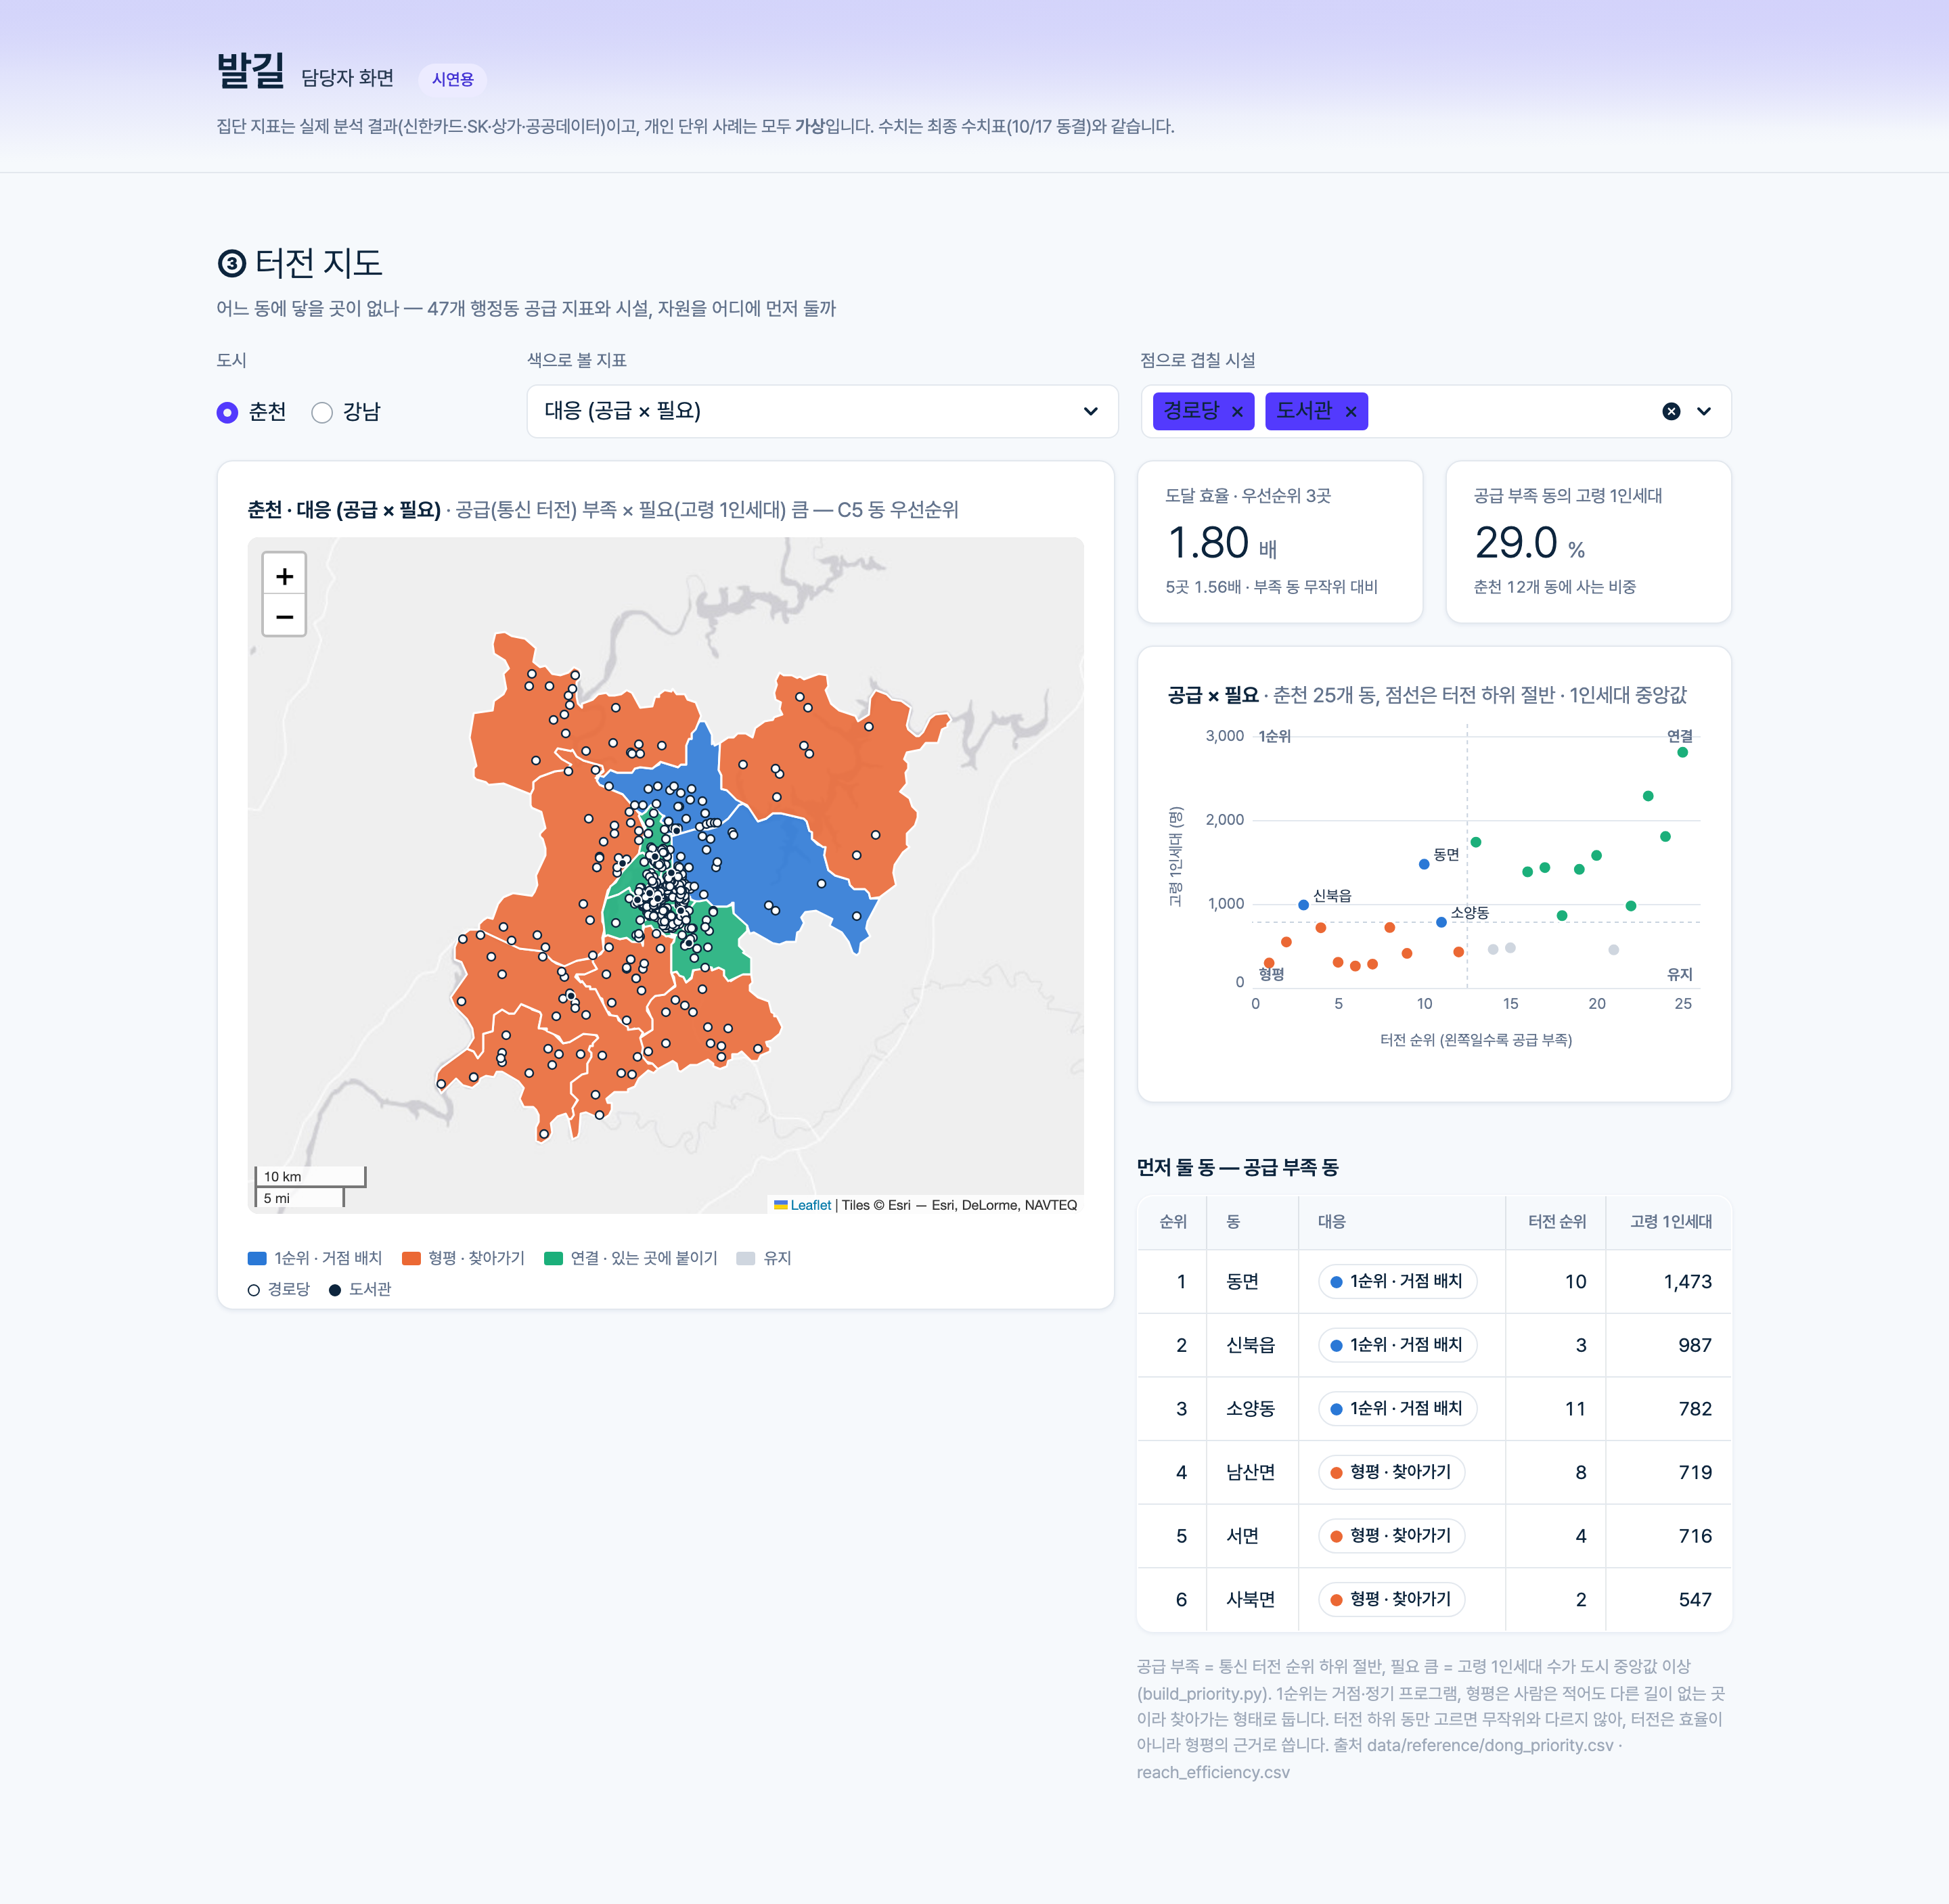 발길 담당자 화면 시연용
집단 지표는 실제 분석 결과(신한카드·SK·상가·공공데이터)이고, 개인 단위 사례는 모두 가상입니다. 수치는 최종 수치표(10/17 동결)와 같습니다.
③ 터전 지도
어느 동에 닿을 곳이 없나 — 47개 행정동 공급 지표와 시설, 자원을 어디에 먼저 둘까
도시
춘천 강남
색으로 볼 지표
대응 (공급 × 필요)
점으로 겹칠 시설
경로당 × 도서관 ×
춘천 · 대응 (공급 × 필요) · 공급(통신 터전) 부족 × 필요(고령 1인세대) 큼 — C5 동 우선순위
+
−
10 km
5 mi
Leaflet | Tiles © Esri — Esri, DeLorme, NAVTEQ
1순위 · 거점 배치 형평 · 찾아가기 연결 · 있는 곳에 붙이기 유지
경로당 도서관
도달 효율 · 우선순위 3곳
1.80 배
5곳 1.56배 · 부족 동 무작위 대비
공급 부족 동의 고령 1인세대
29.0 %
춘천 12개 동에 사는 비중
공급 × 필요 · 춘천 25개 동, 점선은 터전 하위 절반 · 1인세대 중앙값
3,000 1순위 연결
2,000
동면
신북읍
1,000
소양동
형평 유지
0
0 5 10 15 20 25
고령 1인세대 (명)
터전 순위 (왼쪽일수록 공급 부족)
먼저 둘 동 — 공급 부족 동
순위 동 대응 터전 순위 고령 1인세대
1 동면 1순위 · 거점 배치 10 1,473
2 신북읍 1순위 · 거점 배치 3 987
3 소양동 1순위 · 거점 배치 11 782
4 남산면 형평 · 찾아가기 8 719
5 서면 형평 · 찾아가기 4 716
6 사북면 형평 · 찾아가기 2 547
공급 부족 = 통신 터전 순위 하위 절반, 필요 큼 = 고령 1인세대 수가 도시 중앙값 이상
(build_priority.py). 1순위는 거점·정기 프로그램, 형평은 사람은 적어도 다른 길이 없는 곳
이라 찾아가는 형태로 둡니다. 터전 하위 동만 고르면 무작위와 다르지 않아, 터전은 효율이
아니라 형평의 근거로 씁니다. 출처 data/reference/dong_priority.csv ·
reach_efficiency.csv